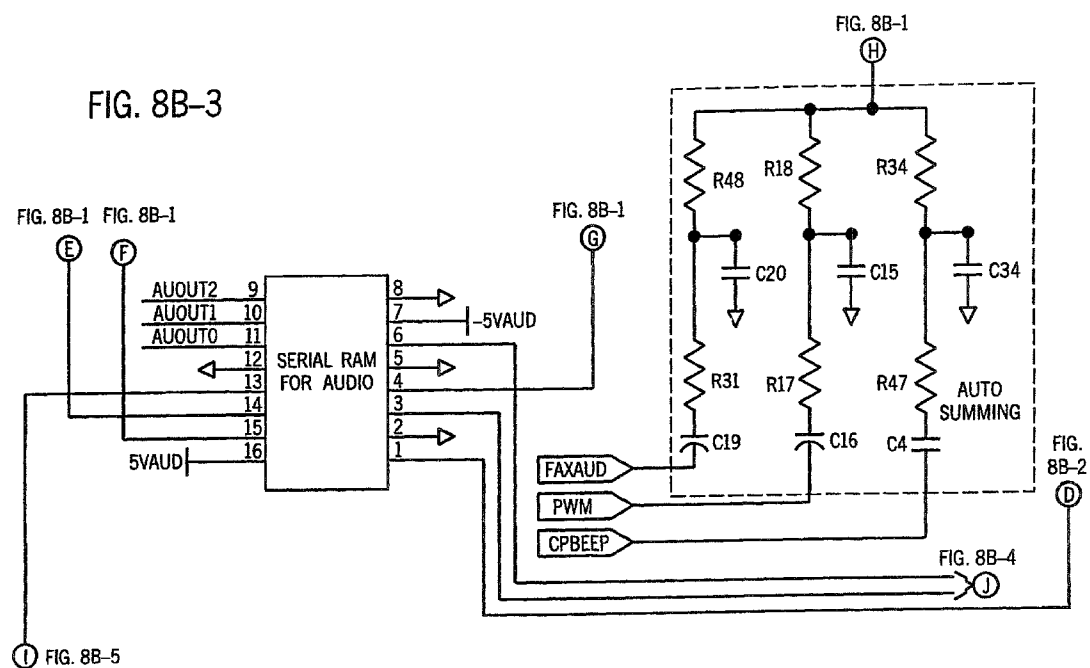 FIG. 8B–1
H
FIG. 8B–3
R48
R18
R34
FIG. 8B–1
FIG. 8B–1
E
F
FIG. 8B–1
G
C20
C15
C34
AUOUT2
9
8
AUOUT1
10
7
–5VAUD
AUOUT0
11
6
12
SERIAL RAM
5
13
FOR AUDIO
4
14
3
15
2
5VAUD
16
1
R31
R17
R47
AUTO
SUMMING
C19
C16
C4
FAXAUD
PWM
CPBEEP
FIG.
8B–2
D
FIG. 8B–4
J
I
FIG. 8B–5